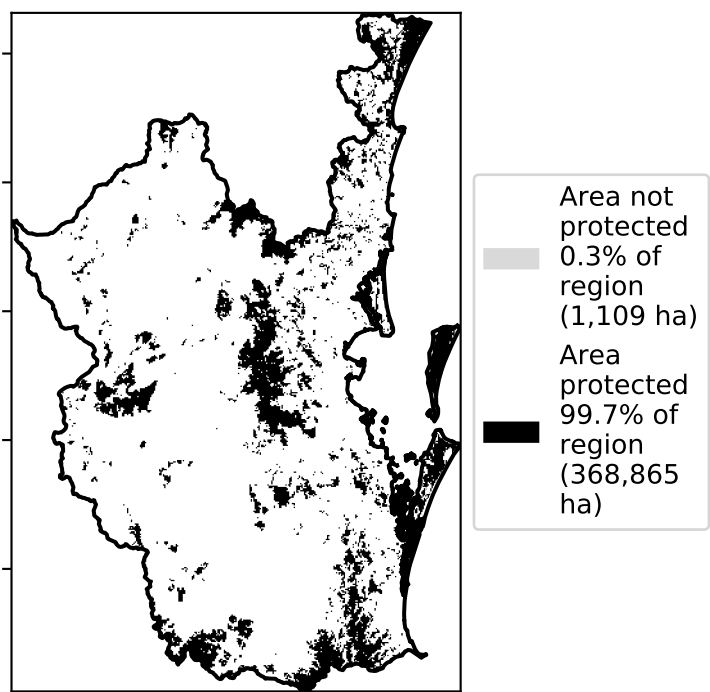 Area not
protected
0.3% of
region
(1,109 ha)
Area
protected
99.7% of
region
(368,865
ha)